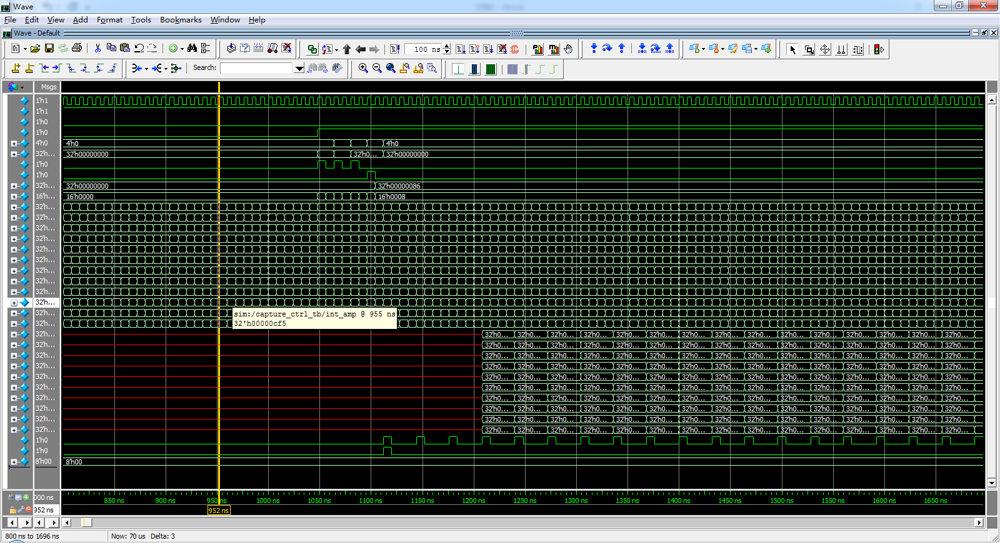 Wave
File Edit View Add Format Tools Bookmarks Window Help
Wave - Default
100 ns
Search:
Msgs
1'h1
1'h1
1'h0
1'h0
4'h0 4'h0 4'h0
32'h... 32'h00000000 32'h0... 32'h00000000
1'h0
1'h0
32'h... 32'h00000000 32'h00000086
16'h... 16'h0000 16'h0008
32'h...
32'h...
32'h...
32'h...
32'h...
32'h...
32'h...
32'h...
32'h...
32'h...
32'h...
32'h...
sim:/capture_ctrl_tb/int_amp @ 955 ns
32'h00000cf5
32'h... 32'h0... 32'h0... 32'h0... 32'h0... 32'h0... 32'h0... 32'h0... 32'h0... 32'h0... 32'h0... 32'h0... 32'h0... 32'h0... 32'h0... 32'h0...
32'h... 32'h0... 32'h0... 32'h0... 32'h0... 32'h0... 32'h0... 32'h0... 32'h0... 32'h0... 32'h0... 32'h0... 32'h0... 32'h0... 32'h0... 32'h0...
32'h... 32'h0... 32'h0... 32'h0... 32'h0... 32'h0... 32'h0... 32'h0... 32'h0... 32'h0... 32'h0... 32'h0... 32'h0... 32'h0... 32'h0... 32'h0...
32'h... 32'h0... 32'h0... 32'h0... 32'h0... 32'h0... 32'h0... 32'h0... 32'h0... 32'h0... 32'h0... 32'h0... 32'h0... 32'h0... 32'h0... 32'h0...
32'h... 32'h0... 32'h0... 32'h0... 32'h0... 32'h0... 32'h0... 32'h0... 32'h0... 32'h0... 32'h0... 32'h0... 32'h0... 32'h0... 32'h0... 32'h0...
32'h... 32'h0... 32'h0... 32'h0... 32'h0... 32'h0... 32'h0... 32'h0... 32'h0... 32'h0... 32'h0... 32'h0... 32'h0... 32'h0... 32'h0... 32'h0...
32'h... 32'h0... 32'h0... 32'h0... 32'h0... 32'h0... 32'h0... 32'h0... 32'h0... 32'h0... 32'h0... 32'h0... 32'h0... 32'h0... 32'h0... 32'h0...
32'h... 32'h0... 32'h0... 32'h0... 32'h0... 32'h0... 32'h0... 32'h0... 32'h0... 32'h0... 32'h0... 32'h0... 32'h0... 32'h0... 32'h0... 32'h0...
32'h... 32'h0... 32'h0... 32'h0... 32'h0... 32'h0... 32'h0... 32'h0... 32'h0... 32'h0... 32'h0... 32'h0... 32'h0... 32'h0... 32'h0... 32'h0...
32'h... 32'h0... 32'h0... 32'h0... 32'h0... 32'h0... 32'h0... 32'h0... 32'h0... 32'h0... 32'h0... 32'h0... 32'h0... 32'h0... 32'h0... 32'h0...
1'h0
1'h0
8'h00 8'h00
000 ns 850 ns 900 ns 950 ns 1000 ns 1050 ns 1100 ns 1150 ns 1200 ns 1250 ns 1300 ns 1350 ns 1400 ns 1450 ns 1500 ns 1550 ns 1600 ns 1650 ns
952 ns 952 ns
800 ns to 1696 ns Now: 70 us Delta: 3